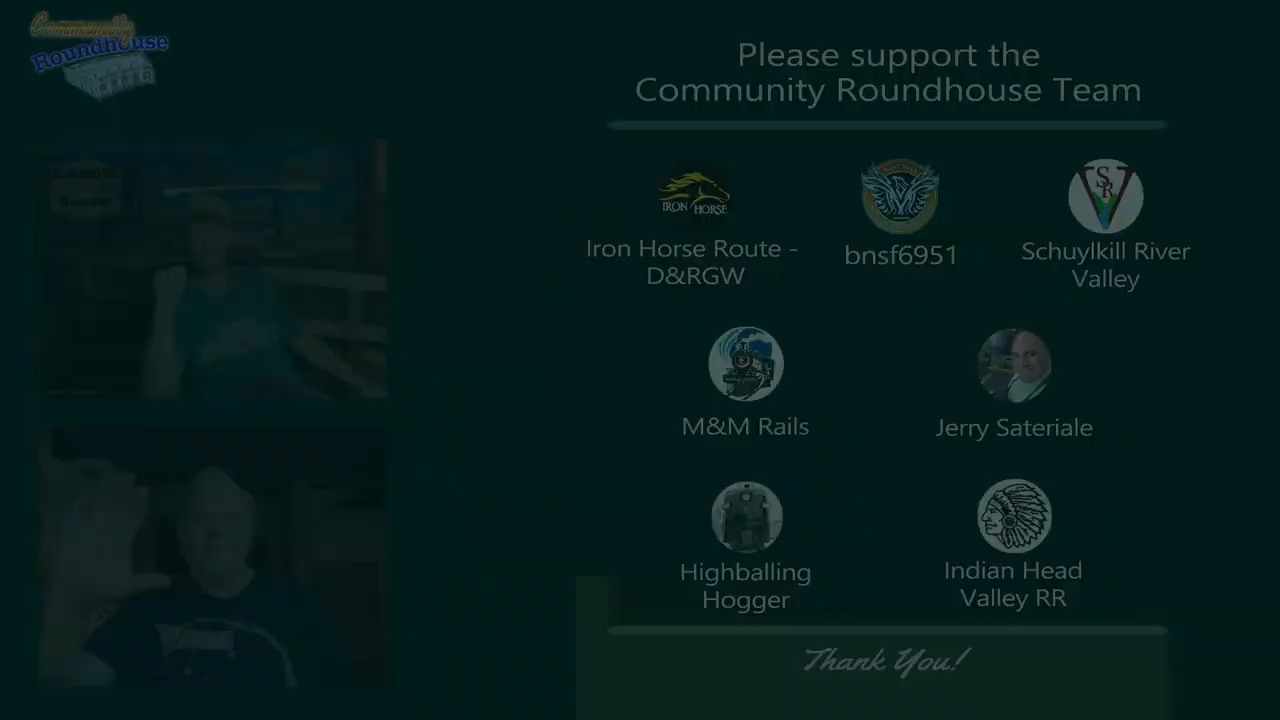 Community
Roundhouse
Please support the
Community Roundhouse Team
IRON HORSE
Iron Horse Route -
D&RGW
bnsf6951
SRV
Schuylkill River
Valley
M&M Rails
Jerry Sateriale
Highballing
Hogger
Indian Head
Valley RR
Thank You!